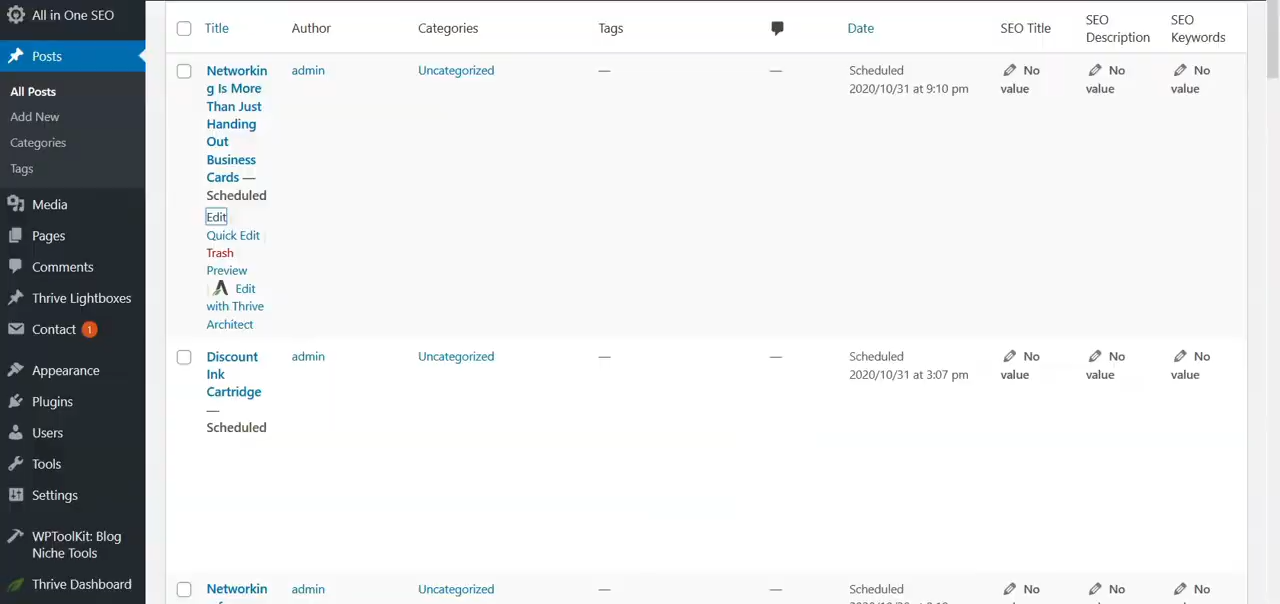 All in One SEO
Posts
All Posts
Add New
Categories
Tags
Media
Pages
Comments
Thrive Lightboxes
Contact 1
Appearance
Plugins
Users
Tools
Settings
WPToolKit: Blog
Niche Tools
Thrive Dashboard
Title Author Categories Tags Date SEO Title SEO Description SEO Keywords
Networkin
g Is More
Than Just
Handing
Out
Business
Cards —
Scheduled
Edit
Quick Edit
Trash
Preview
Edit
with Thrive
Architect
admin
Uncategorized
—
—
Scheduled
2020/10/31 at 9:10 pm
No
value
No
value
No
value
Discount
Ink
Cartridge
—
Scheduled
admin
Uncategorized
—
—
Scheduled
2020/10/31 at 3:07 pm
No
value
No
value
No
value
Networkin
admin
Uncategorized
—
—
Scheduled
No
No
No